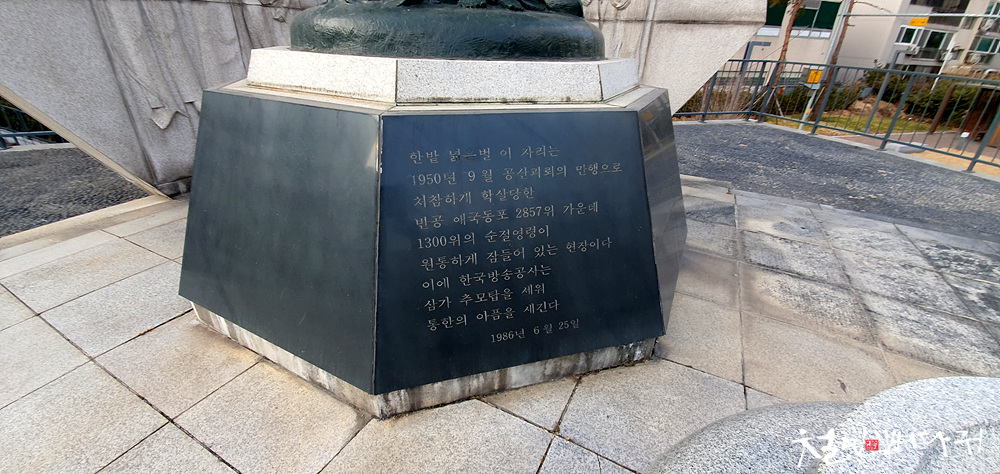 한밭 넓은벌 이 자리는
1950년 9월 공산괴뢰의 만행으로
처참하게 학살당한
반공 애국동포 2857위 가운데
1300위의 순절영령이
원통하게 잠들어 있는 현장이다
이에 한국방송공사는
삼가 추모탑을 세워
통한의 아픔을 새긴다
1986년 6월 25일